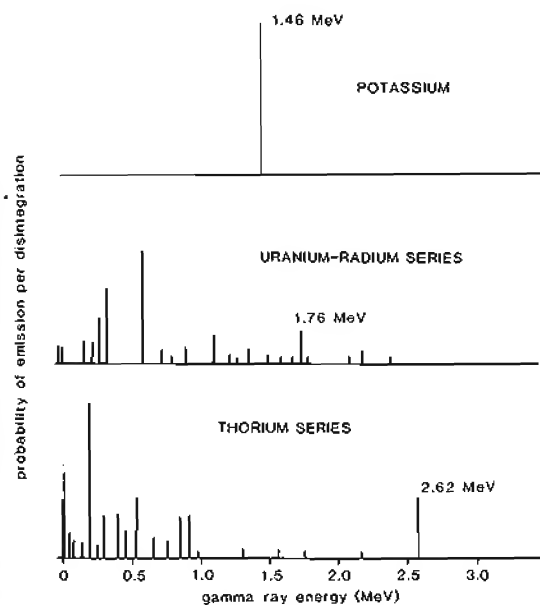 1.46 MeV
POTASSIUM
probability of emission per disintegration
URANIUM-RADIUM SERIES
1.76 MeV
THORIUM SERIES
2.62 MeV
0 0.5 1.0 1.5 2.0 2.5 3.0
gamma ray energy (MeV)